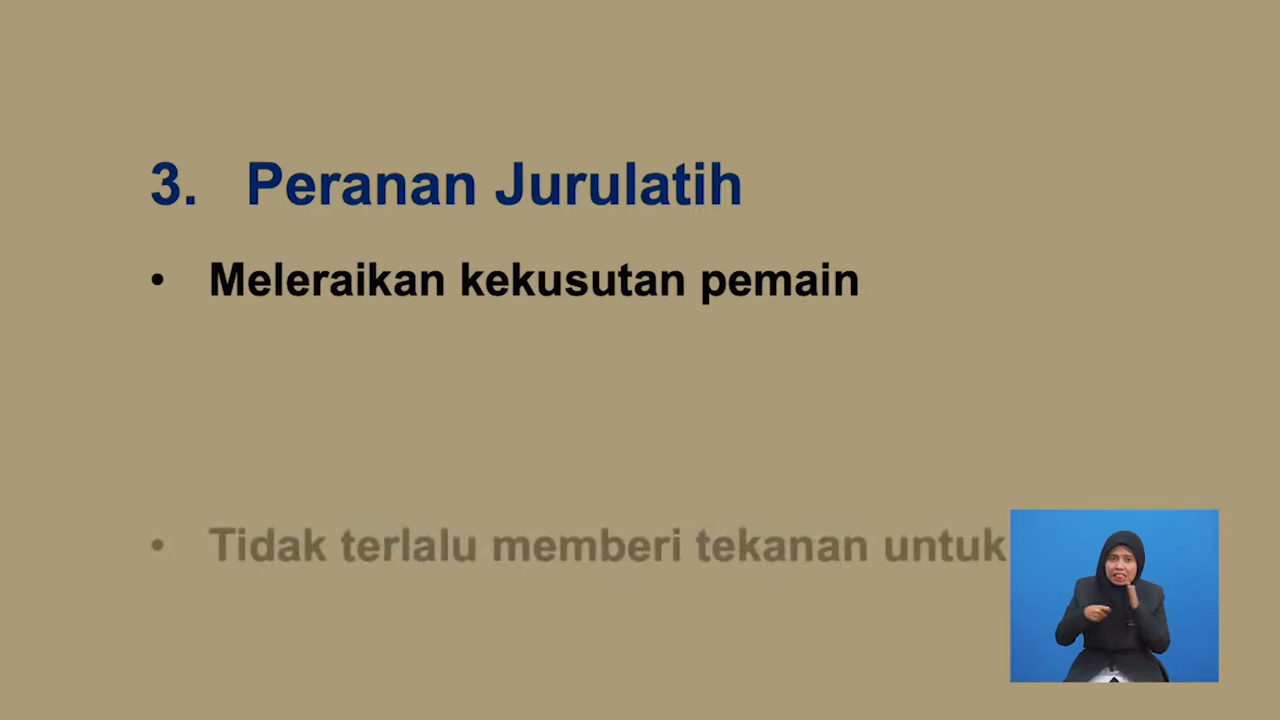 3. Peranan Jurulatih
• Meleraikan kekusutan pemain
• Tidak terlalu memberi tekanan untuk